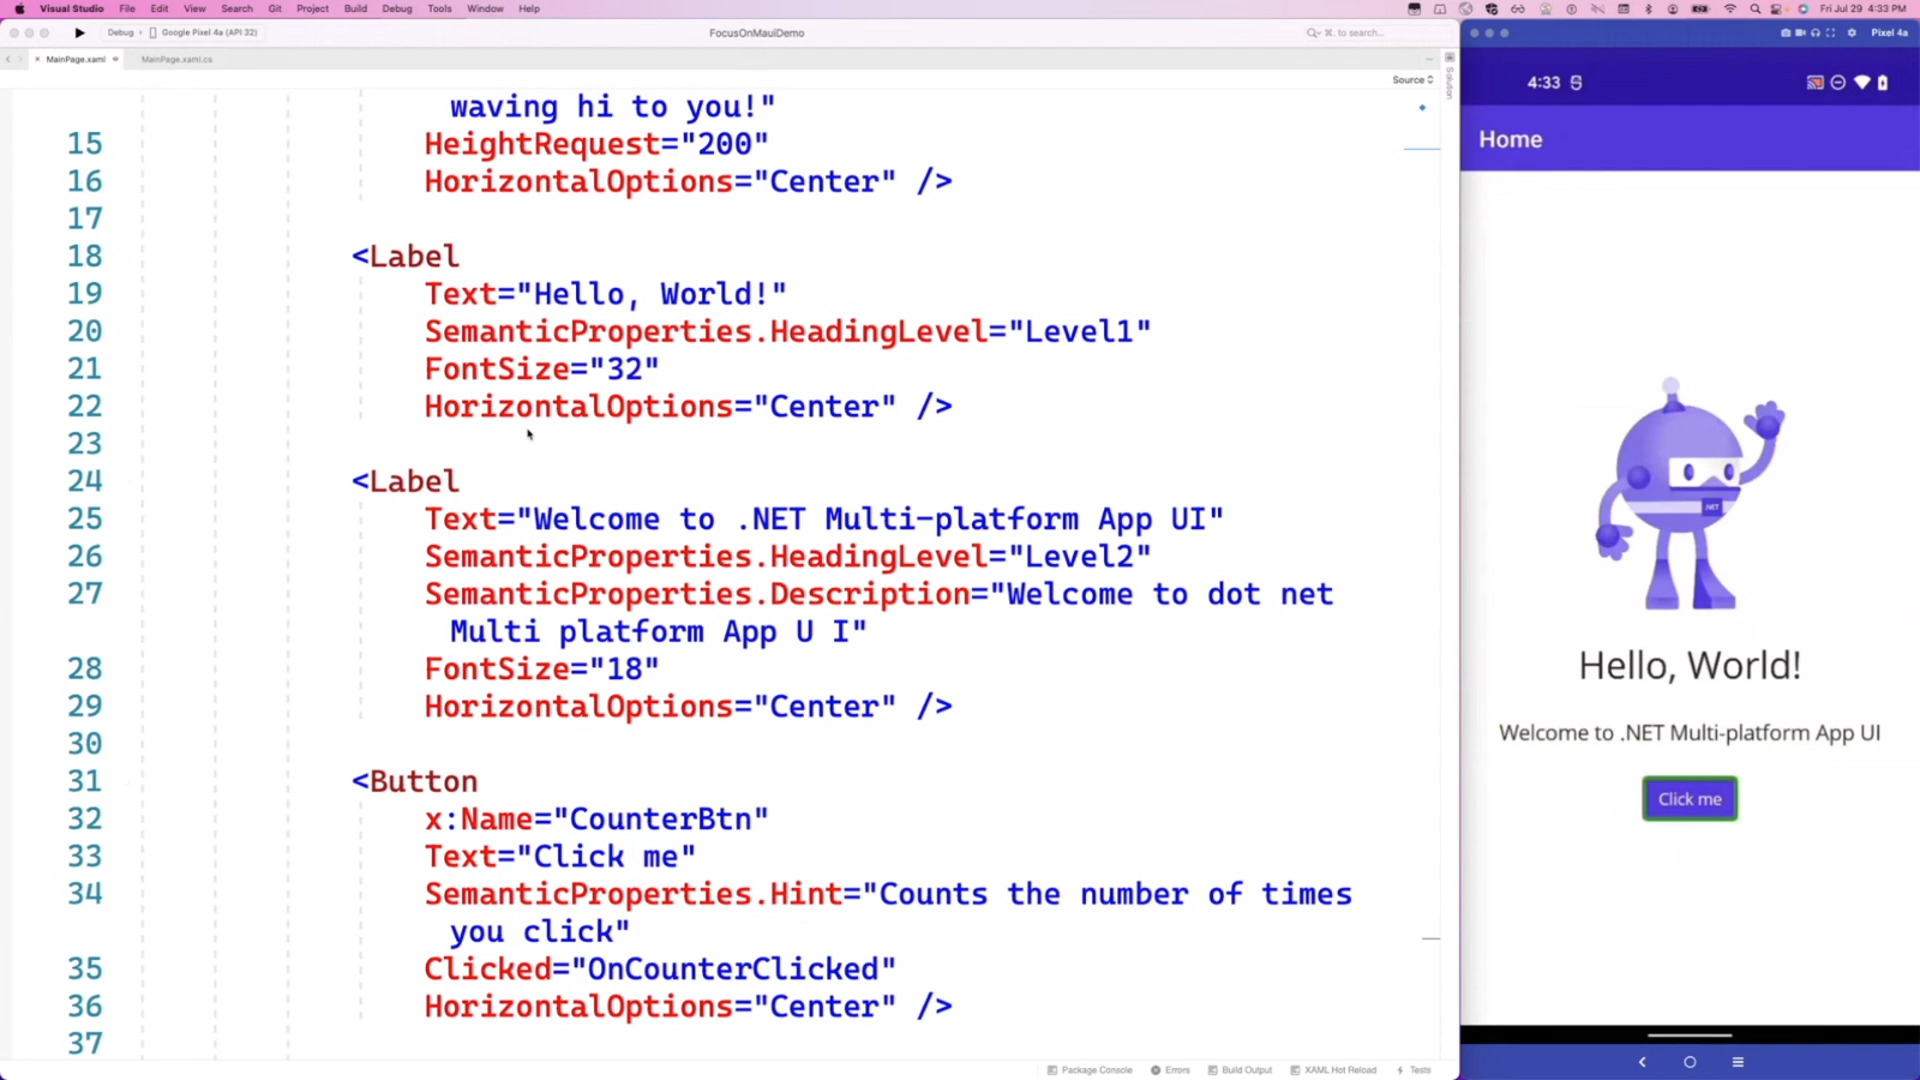 Visual Studio File Edit View Search Git Project Build Debug Tools Window Help Fri Jul 29 4:33 PM
Debug › Google Pixel 4a (API 32) FocusOnMauiDemo ⌘. to search...
MainPage.xaml MainPage.xaml.cs
Source
Solution
waving hi to you!"
15 HeightRequest="200"
16 HorizontalOptions="Center" />
17
18 <Label
19 Text="Hello, World!"
20 SemanticProperties.HeadingLevel="Level1"
21 FontSize="32"
22 HorizontalOptions="Center" />
23
24 <Label
25 Text="Welcome to .NET Multi-platform App UI"
26 SemanticProperties.HeadingLevel="Level2"
27 SemanticProperties.Description="Welcome to dot net
Multi platform App U I"
28 FontSize="18"
29 HorizontalOptions="Center" />
30
31 <Button
32 x:Name="CounterBtn"
33 Text="Click me"
34 SemanticProperties.Hint="Counts the number of times
you click"
35 Clicked="OnCounterClicked"
36 HorizontalOptions="Center" />
37
Package Console Errors Build Output XAML Hot Reload Tests
Pixel 4a
4:33
Home
.NET
Hello, World!
Welcome to .NET Multi-platform App UI
Click me